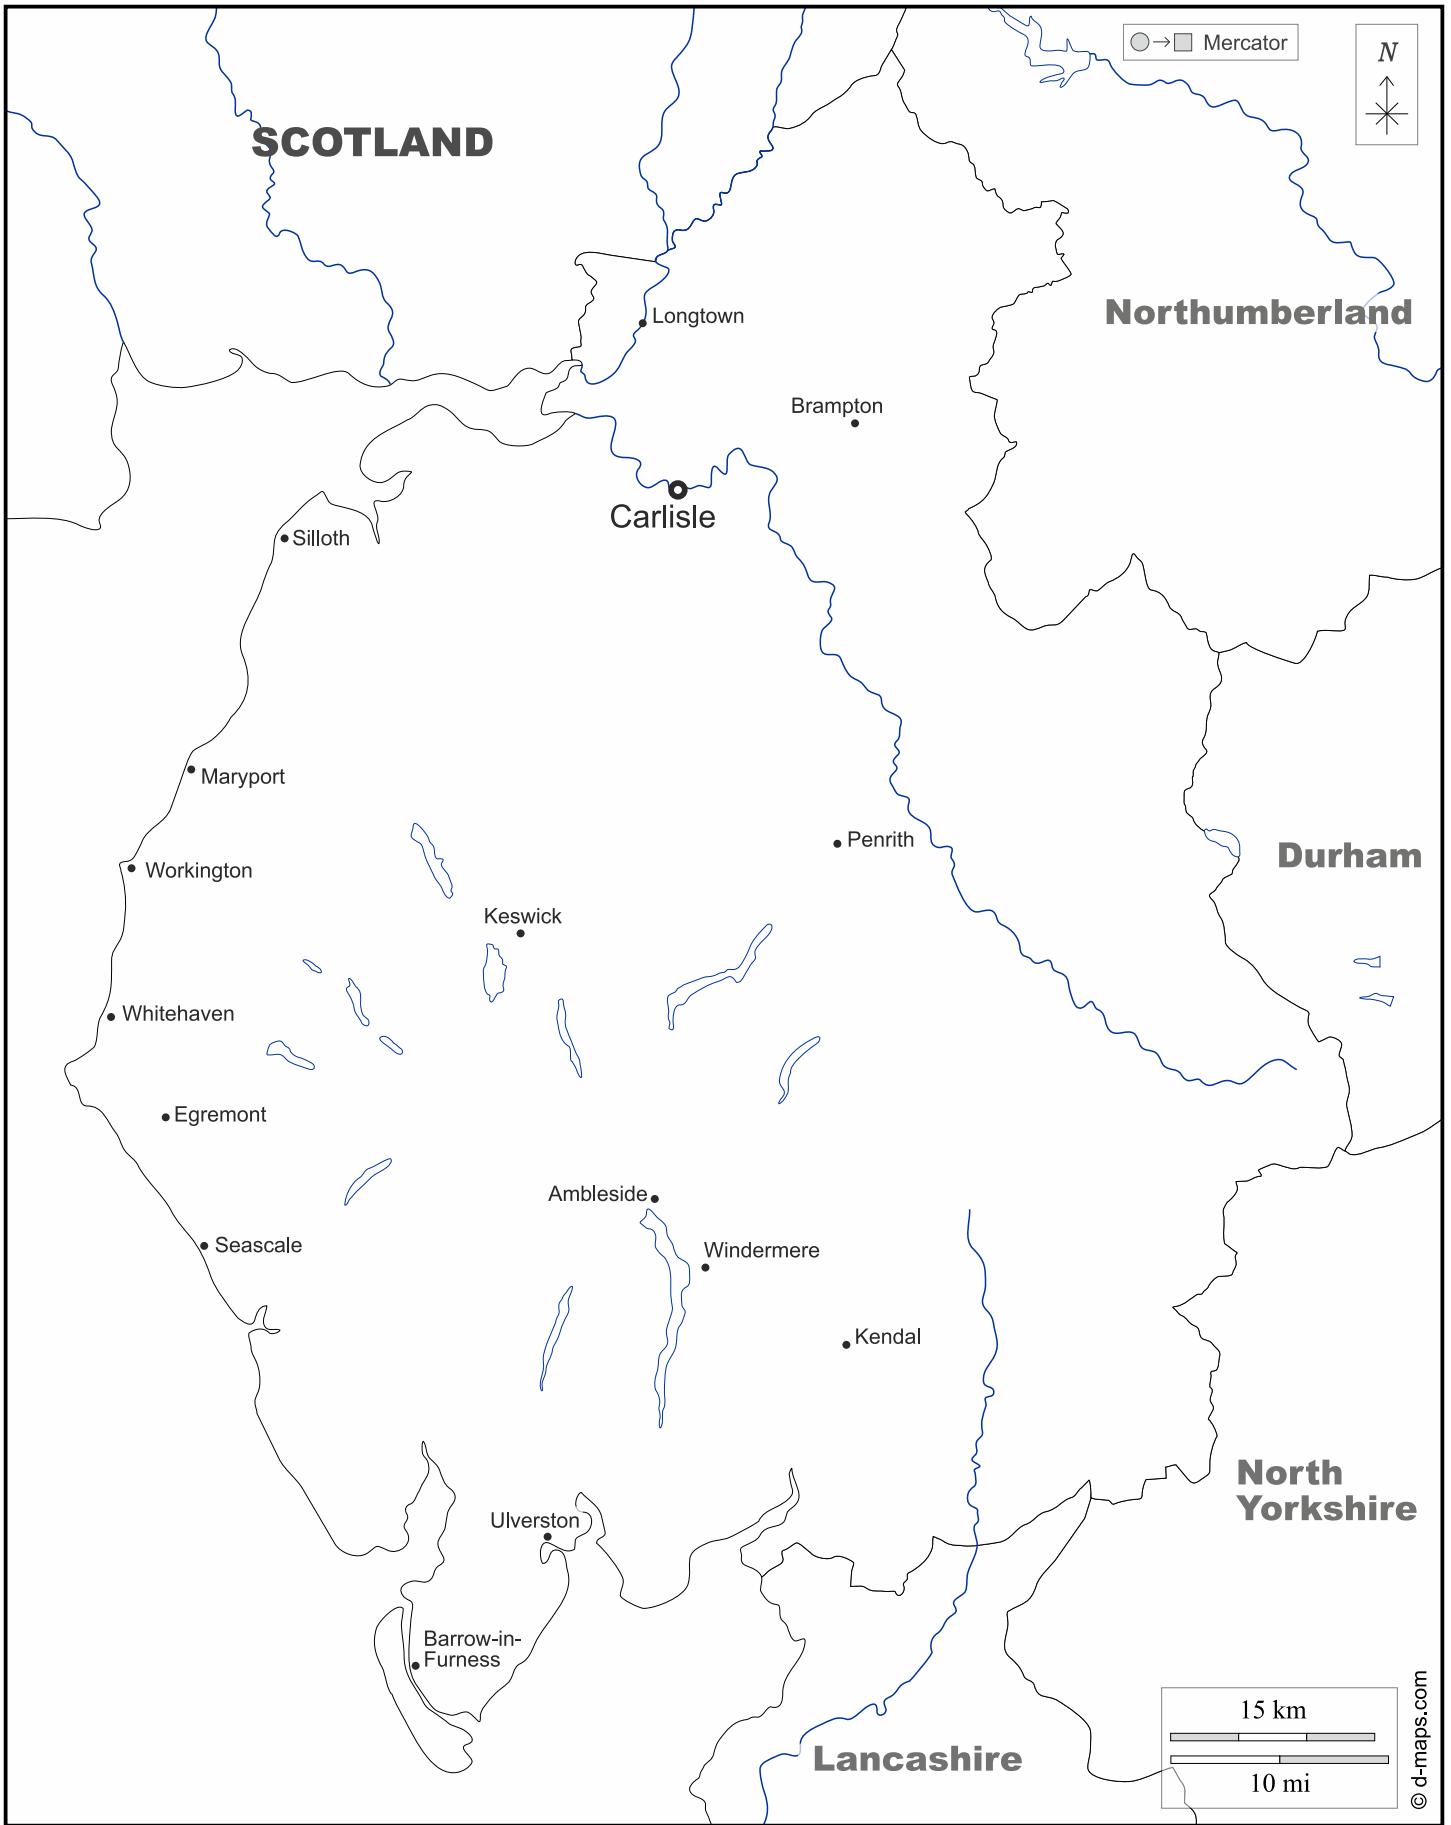 Mercator
N
SCOTLAND
Northumberland
Longtown
Brampton
Carlisle
Silloth
Maryport
Penrith
Durham
Workington
Keswick
Whitehaven
Egremont
Ambleside
Seascale
Windermere
Kendal
North
Yorkshire
Ulverston
Barrow-in-
Furness
Lancashire
15 km
10 mi
© d-maps.com